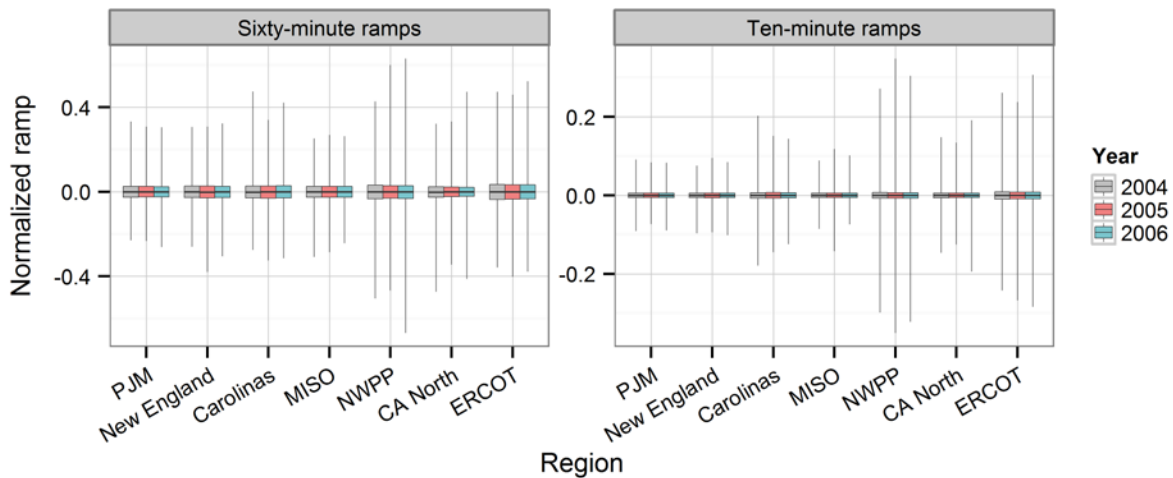 Sixty-minute ramps
Ten-minute ramps
Normalized ramp
0.4
0.0
-0.4
0.2
0.0
-0.2
PJM
New England
Carolinas
MISO
NWPP
CA North
ERCOT
PJM
New England
Carolinas
MISO
NWPP
CA North
ERCOT
Region
Year
2004
2005
2006